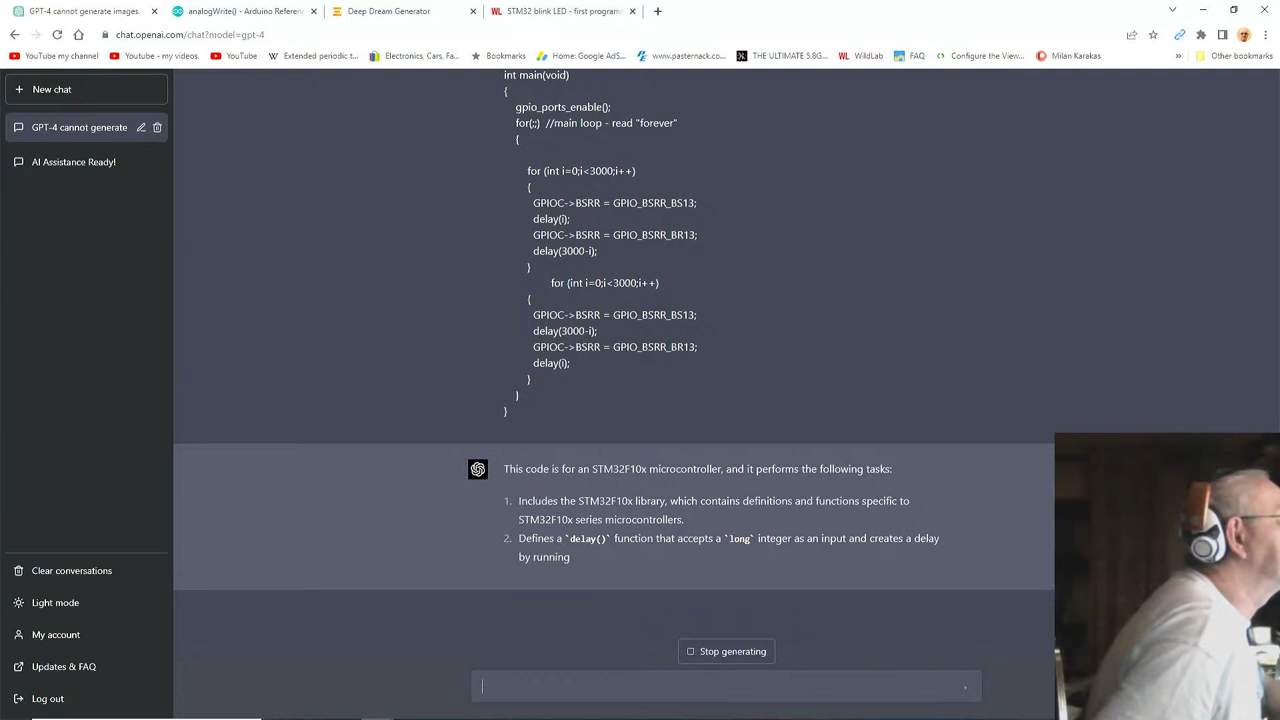 GPT-4 cannot generate images.
analogWrite() - Arduino Referenc
Deep Dream Generator
WL STM32 blink LED - first program
chat.openai.com/chat?model=gpt-4
YouTube my channel
YouTube Studio
YouTube
W Extended periodic t...
Electronics, Cars, Fa...
Bookmarks
Home: Google AdS...
www.pasternack....
THE ULTIMATE 5.8G...
WL WildLab
FAQ
Configure the View...
Milan Karakas
»
Other bookmarks
+ New chat
GPT-4 cannot generate
AI Assistance Ready!
int main(void)
{
gpio_ports_enable();
for(;;) //main loop - read "forever"
{
for (int i=0;i<3000;i++)
{
GPIOC->BSRR = GPIO_BSRR_BS13;
delay(i);
GPIOC->BSRR = GPIO_BSRR_BR13;
delay(3000-i);
}
for (int i=0;i<3000;i++)
{
GPIOC->BSRR = GPIO_BSRR_BS13;
delay(3000-i);
GPIOC->BSRR = GPIO_BSRR_BR13;
delay(i);
}
}
}
This code is for an STM32F10x microcontroller, and it performs the following tasks:
1. Includes the STM32F10x library, which contains definitions and functions specific to
STM32F10x series microcontrollers.
2. Defines a `delay()` function that accepts a `long` integer as an input and creates a delay
by running
Stop generating
Clear conversations
Light mode
My account
Updates & FAQ
Log out